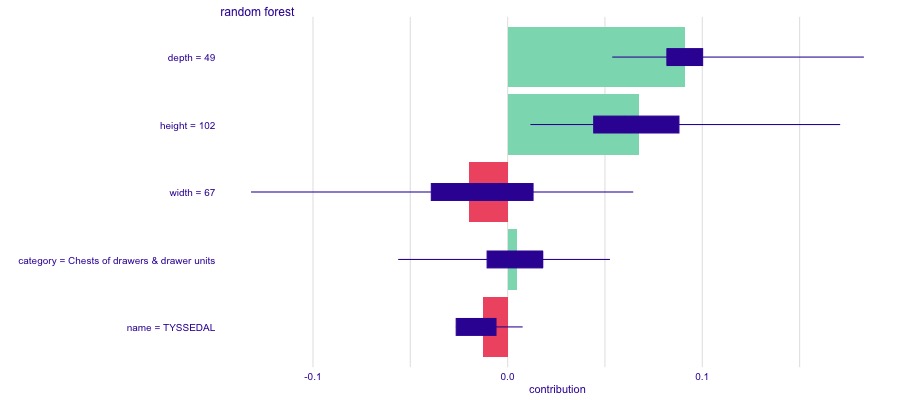 random forest
depth = 49
height = 102
width = 67
category = Chests of drawers & drawer units
name = TYSSEDAL
-0.1
0.0
0.1
contribution